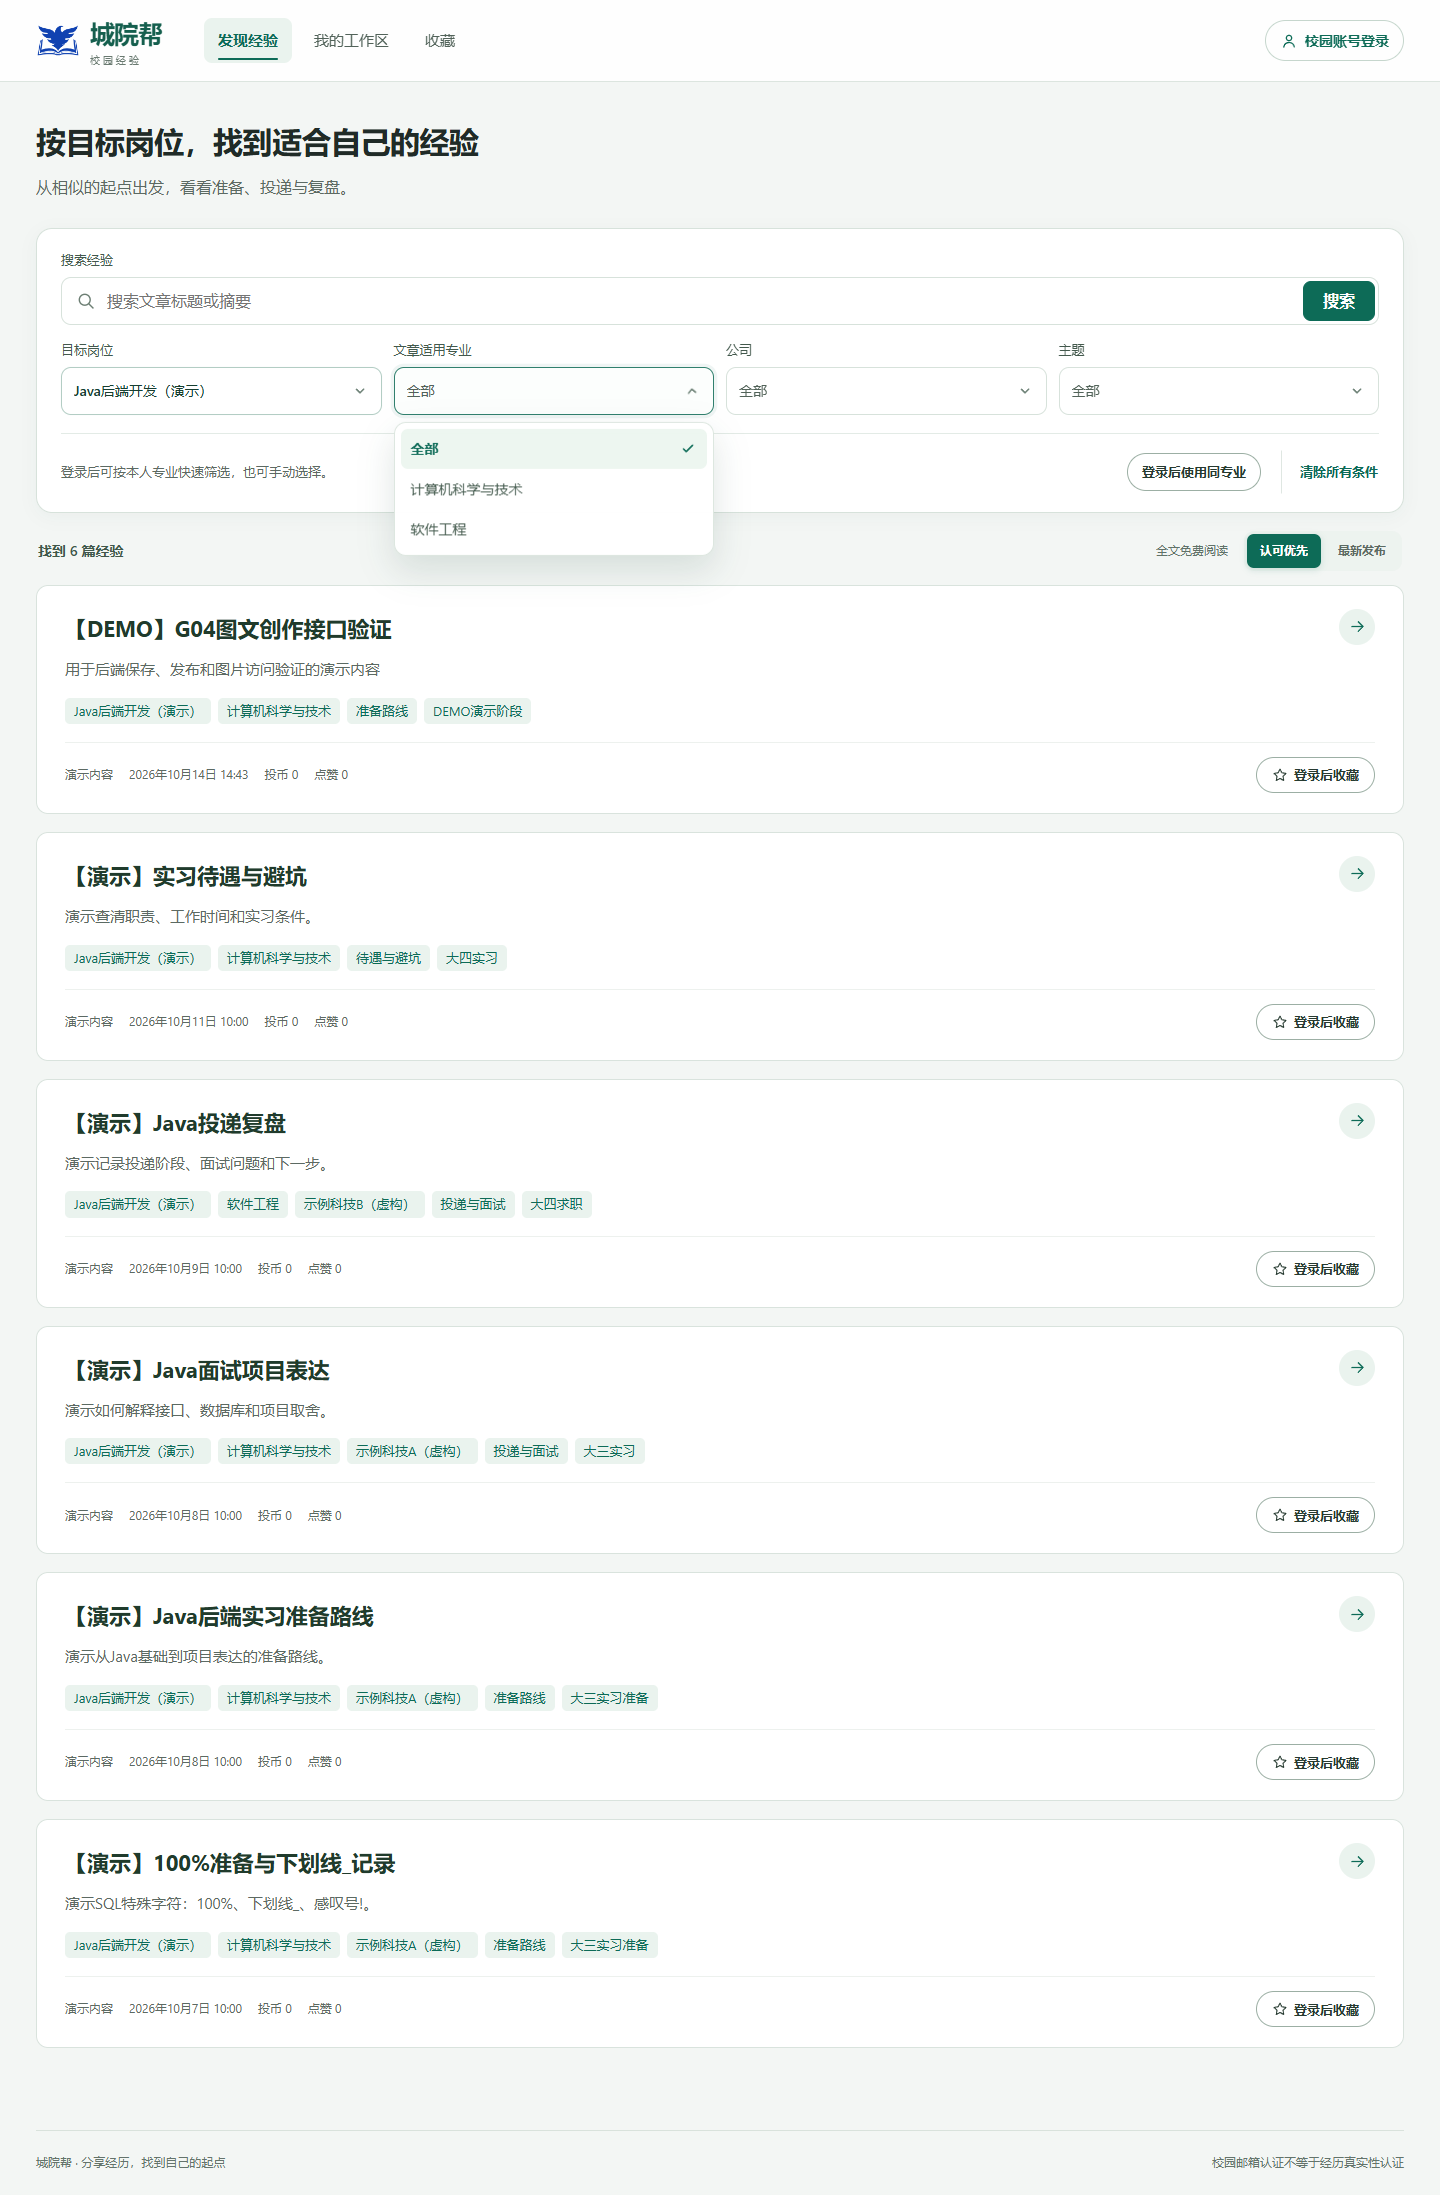 城院帮
校园经验
发现经验 我的工作区 收藏
校园账号登录
按目标岗位，找到适合自己的经验
从相似的起点出发，看看准备、投递与复盘。
搜索经验
搜索文章标题或摘要
搜索
目标岗位 文章适用专业 公司 主题
Java后端开发（演示） 全部 全部 全部
全部
计算机科学与技术
软件工程
登录后可按本人专业快速筛选，也可手动选择。
登录后使用同专业 清除所有条件
找到 6 篇经验
全文免费阅读 认可优先 最新发布
【DEMO】G04图文创作接口验证
用于后端保存、发布和图片访问验证的演示内容
Java后端开发（演示） 计算机科学与技术 准备路线 DEMO演示阶段
演示内容 2026年10月14日 14:43 投币 0 点赞 0
登录后收藏
【演示】实习待遇与避坑
演示查清职责、工作时间和实习条件。
Java后端开发（演示） 计算机科学与技术 待遇与避坑 大四实习
演示内容 2026年10月11日 10:00 投币 0 点赞 0
登录后收藏
【演示】Java投递复盘
演示记录投递阶段、面试问题和下一步。
Java后端开发（演示） 软件工程 示例科技B（虚构） 投递与面试 大四求职
演示内容 2026年10月9日 10:00 投币 0 点赞 0
登录后收藏
【演示】Java面试项目表达
演示如何解释接口、数据库和项目取舍。
Java后端开发（演示） 计算机科学与技术 示例科技A（虚构） 投递与面试 大三实习
演示内容 2026年10月8日 10:00 投币 0 点赞 0
登录后收藏
【演示】Java后端实习准备路线
演示从Java基础到项目表达的准备路线。
Java后端开发（演示） 计算机科学与技术 示例科技A（虚构） 准备路线 大三实习准备
演示内容 2026年10月8日 10:00 投币 0 点赞 0
登录后收藏
【演示】100%准备与下划线_记录
演示SQL特殊字符：100%、下划线_、感叹号!。
Java后端开发（演示） 计算机科学与技术 示例科技A（虚构） 准备路线 大三实习准备
演示内容 2026年10月7日 10:00 投币 0 点赞 0
登录后收藏
城院帮 · 分享经历，找到自己的起点
校园邮箱认证不等于经历真实性认证